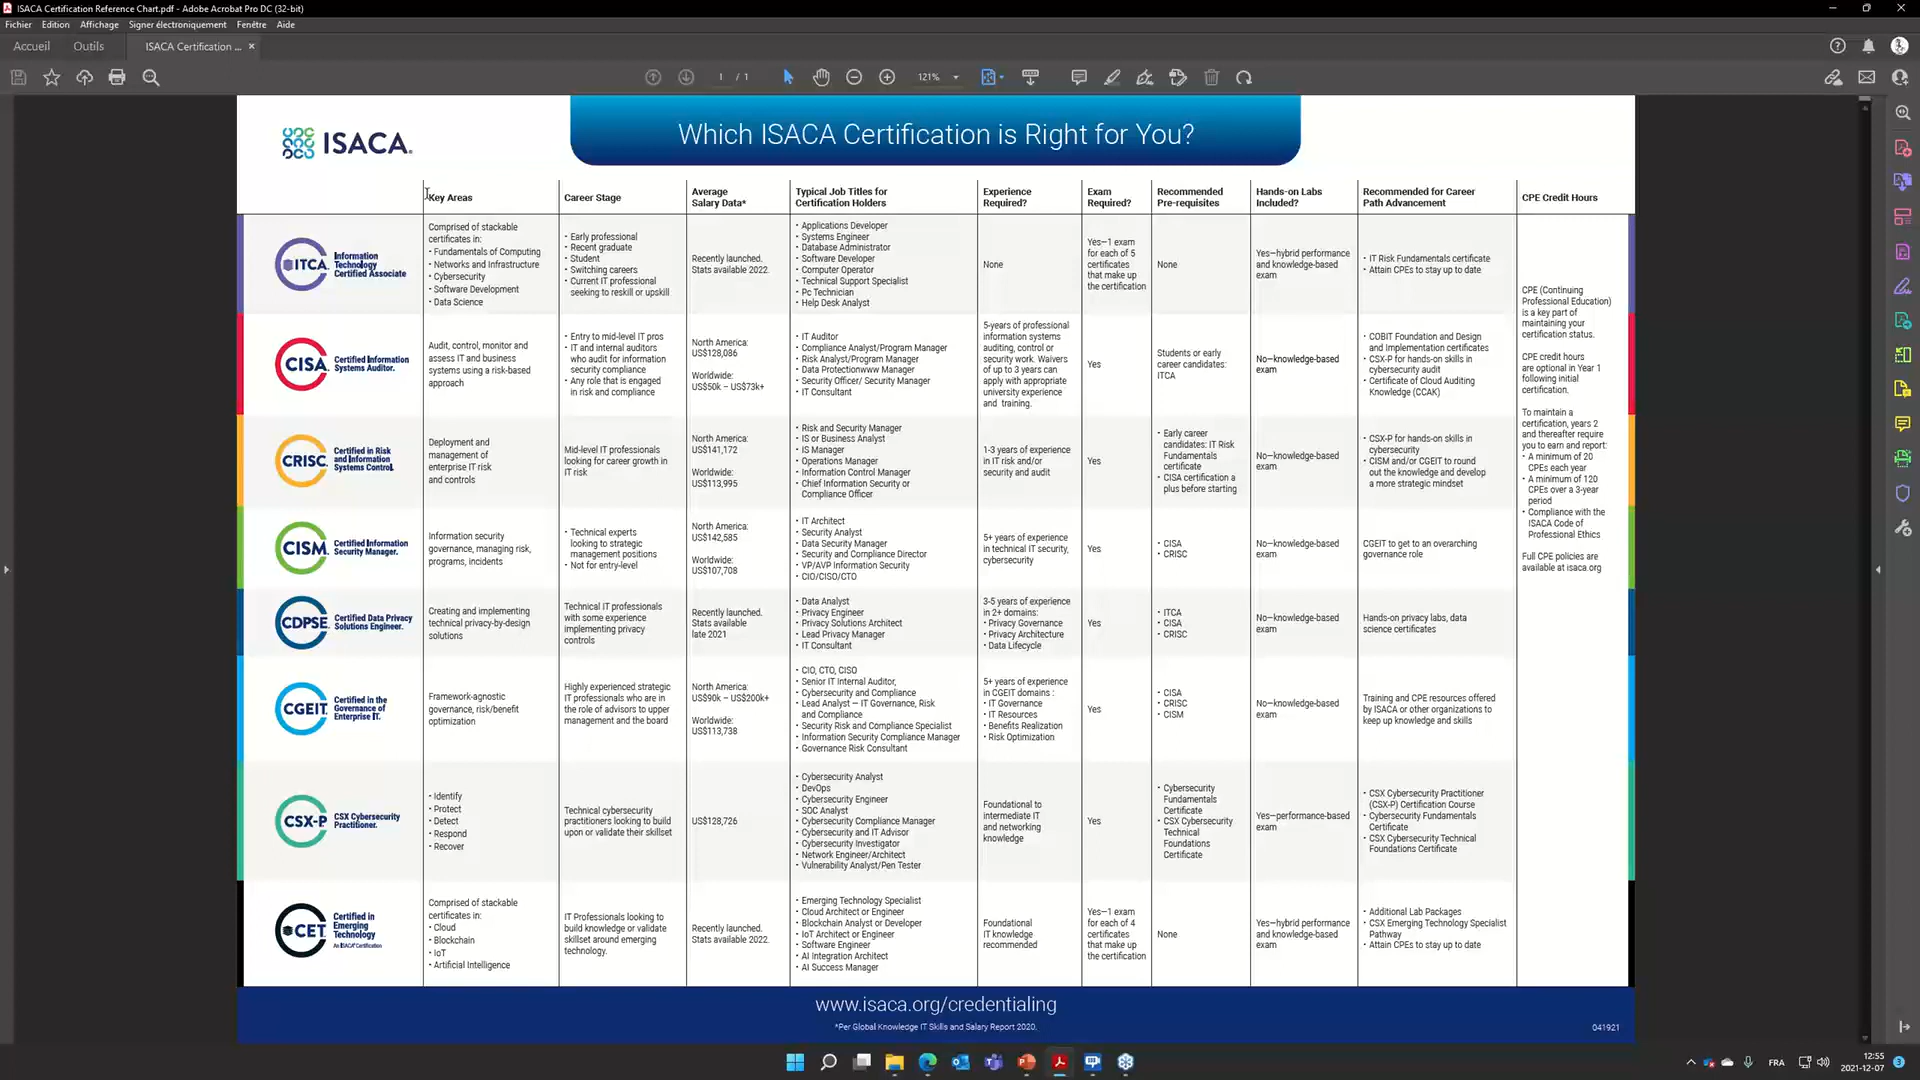 ISACA Certification Reference Chart.pdf - Adobe Acrobat Pro DC (32-bit)
Fichier Edition Affichage Signer électroniquement Fenêtre Aide
Accueil Outils ISACA Certification ... ×
1 / 1 121%
ISACA.
Which ISACA Certification is Right for You?
Key Areas
Career Stage
Average
Salary Data*
Typical Job Titles for
Certification Holders
Experience
Required?
Exam
Required?
Recommended
Pre-requisites
Hands-on Labs
Included?
Recommended for Career
Path Advancement
CPE Credit Hours
ITCA.
Information
Technology
Certified Associate
Comprised of stackable
certificates in:
• Fundamentals of Computing
• Networks and Infrastructure
• Cybersecurity
• Software Development
• Data Science
• Early professional
• Recent graduate
• Student
• Switching careers
• Current IT professional
seeking to reskill or upskill
Recently launched.
Stats available 2022.
• Applications Developer
• Systems Engineer
• Database Administrator
• Software Developer
• Computer Operator
• Technical Support Specialist
• Pc Technician
• Help Desk Analyst
None
Yes—1 exam
for each of 5
certificates
that make up
the certification
None
Yes—hybrid performance
and knowledge-based
exam
• IT Risk Fundamentals certificate
• Attain CPEs to stay up to date
CISA.
Certified Information
Systems Auditor.
Audit, control, monitor and
assess IT and business
systems using a risk-based
approach
• Entry to mid-level IT pros
• IT and internal auditors
who audit for information
security compliance
• Any role that is engaged
in risk and compliance
North America:
US$128,086
Worldwide:
US$50k – US$73k+
• IT Auditor
• Compliance Analyst/Program Manager
• Risk Analyst/Program Manager
• Data Protectionwww Manager
• Security Officer/ Security Manager
• IT Consultant
5-years of professional
information systems
auditing, control or
security work. Waivers
of up to 3 years can
apply with appropriate
university experience
and training.
Yes
Students or early
career candidates:
ITCA
No—knowledge-based
exam
• COBIT Foundation and Design
and Implementation certificates
• CSX-P for hands-on skills in
cybersecurity audit
• Certificate of Cloud Auditing
Knowledge (CCAK)
CRISC.
Certified in Risk
and Information
Systems Control.
Deployment and
management of
enterprise IT risk
and controls
Mid-level IT professionals
looking for career growth in
IT risk
North America:
US$141,172
Worldwide:
US$113,995
• Risk and Security Manager
• IS or Business Analyst
• IS Manager
• Operations Manager
• Information Control Manager
• Chief Information Security or
Compliance Officer
1-3 years of experience
in IT risk and/or
security and audit
Yes
• Early career
candidates: IT Risk
Fundamentals
certificate
• CISA certification a
plus before starting
No—knowledge-based
exam
• CSX-P for hands-on skills in
cybersecurity
• CISM and/or CGEIT to round
out the knowledge and develop
a more strategic mindset
CISM.
Certified Information
Security Manager.
Information security
governance, managing risk,
programs, incidents
• Technical experts
looking to strategic
management positions
• Not for entry-level
North America:
US$142,585
Worldwide:
US$107,708
• IT Architect
• Security Analyst
• Data Security Manager
• Security and Compliance Director
• VP/AVP Information Security
• CIO/CISO/CTO
5+ years of experience
in technical IT security,
cybersecurity
Yes
• CISA
• CRISC
No—knowledge-based
exam
CGEIT to get to an overarching
governance role
CDPSE.
Certified Data Privacy
Solutions Engineer.
Creating and implementing
technical privacy-by-design
solutions
Technical IT professionals
with some experience
implementing privacy
controls
Recently launched.
Stats available
late 2021
• Data Analyst
• Privacy Engineer
• Privacy Solutions Architect
• Lead Privacy Manager
• IT Consultant
3-5 years of experience
in 2+ domains:
• Privacy Governance
• Privacy Architecture
• Data Lifecycle
Yes
• ITCA
• CISA
• CRISC
No—knowledge-based
exam
Hands-on privacy labs, data
science certificates
CGEIT.
Certified in the
Governance of
Enterprise IT.
Framework-agnostic
governance, risk/benefit
optimization
Highly experienced strategic
IT professionals who are in
the role of advisors to upper
management and the board
North America:
US$90k – US$200k+
Worldwide:
US$113,738
• CIO, CTO, CISO
• Senior IT Internal Auditor,
• Cybersecurity and Compliance
• Lead Analyst — IT Governance, Risk
and Compliance
• Security Risk and Compliance Specialist
• Information Security Compliance Manager
• Governance Risk Consultant
5+ years of experience
in CGEIT domains :
• IT Governance
• IT Resources
• Benefits Realization
• Risk Optimization
Yes
• CISA
• CRISC
• CISM
No—knowledge-based
exam
Training and CPE resources offered
by ISACA or other organizations to
keep up knowledge and skills
CSX-P
CSX Cybersecurity
Practitioner.
• Identify
• Protect
• Detect
• Respond
• Recover
Technical cybersecurity
practitioners looking to build
upon or validate their skillset
US$128,726
• Cybersecurity Analyst
• DevOps
• Cybersecurity Engineer
• SOC Analyst
• Cybersecurity Compliance Manager
• Cybersecurity and IT Advisor
• Cybersecurity Investigator
• Network Engineer/Architect
• Vulnerability Analyst/Pen Tester
Foundational to
intermediate IT
and networking
knowledge
Yes
• Cybersecurity
Fundamentals
Certificate
• CSX Cybersecurity
Technical
Foundations
Certificate
Yes—performance-based
exam
• CSX Cybersecurity Practitioner
(CSX-P) Certification Course
• Cybersecurity Fundamentals
Certificate
• CSX Cybersecurity Technical
Foundations Certificate
CET.
Certified in
Emerging
Technology
An ISACA Certification
Comprised of stackable
certificates in:
• Cloud
• Blockchain
• IoT
• Artificial Intelligence
IT Professionals looking to
build knowledge or validate
skillset around emerging
technology.
Recently launched.
Stats available 2022.
• Emerging Technology Specialist
• Cloud Architect or Engineer
• Blockchain Analyst or Developer
• IoT Architect or Engineer
• Software Engineer
• AI Integration Architect
• AI Success Manager
Foundational
IT knowledge
recommended
Yes—1 exam
for each of 4
certificates
that make up
the certification
None
Yes—hybrid performance
and knowledge-based
exam
• Additional Lab Packages
• CSX Emerging Technology Specialist
Pathway
• Attain CPEs to stay up to date
CPE (Continuing
Professional Education)
is a key part of
maintaining your
certification status.
CPE credit hours
are optional in Year 1
following initial
certification.
To maintain a
certification, years 2
and thereafter require
you to earn and report:
• A minimum of 20
CPEs each year
• A minimum of 120
CPEs over a 3-year
period
• Compliance with the
ISACA Code of
Professional Ethics
Full CPE policies are
available at isaca.org
www.isaca.org/credentialing
*Per Global Knowledge IT Skills and Salary Report 2020.
041921
FRA
12:55
2021-12-07
3